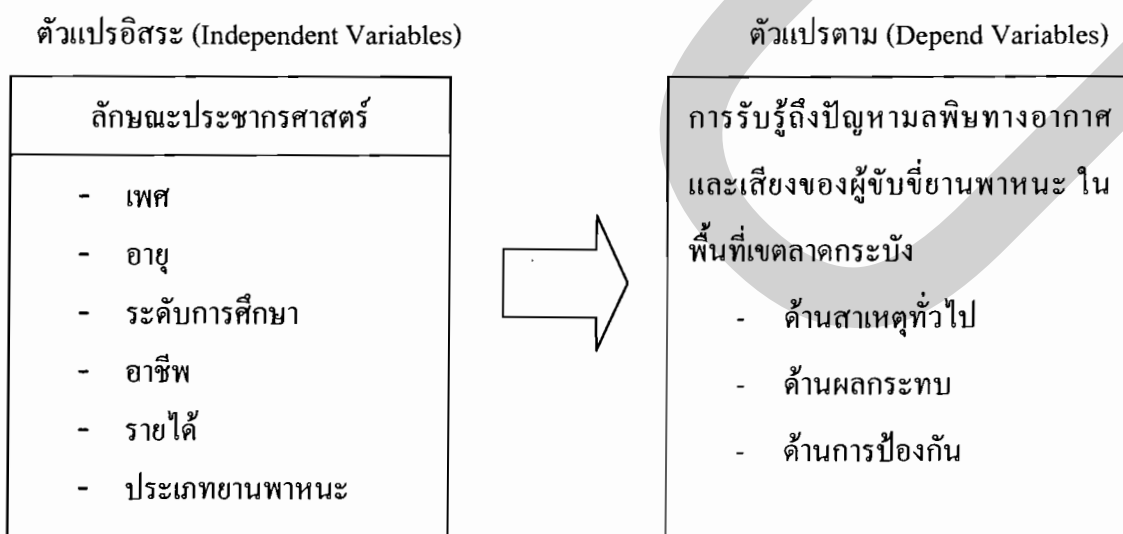 ตัวแปรอิสระ (Independent Variables)
ลักษณะประชากรศาสตร์
- เพศ
- อายุ
- ระดับการศึกษา
- อาชีพ
- รายได้
- ประเภทยานพาหนะ
ตัวแปรตาม (Depend Variables)
การรับรู้ถึงปัญหามลพิษทางอากาศ
และเสียงของผู้ขับขี่ยานพาหนะ ใน
พื้นที่เขตลาดกระบัง
- ด้านสาเหตุทั่วไป
- ด้านผลกระทบ
- ด้านการป้องกัน